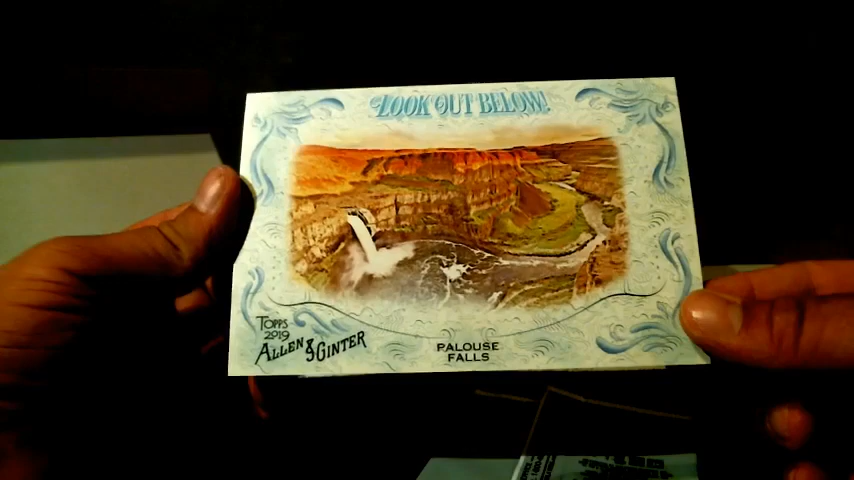 LOOK OUT BELOW!
TOPPS
2019
ALLEN & GINTER
PALOUSE
FALLS